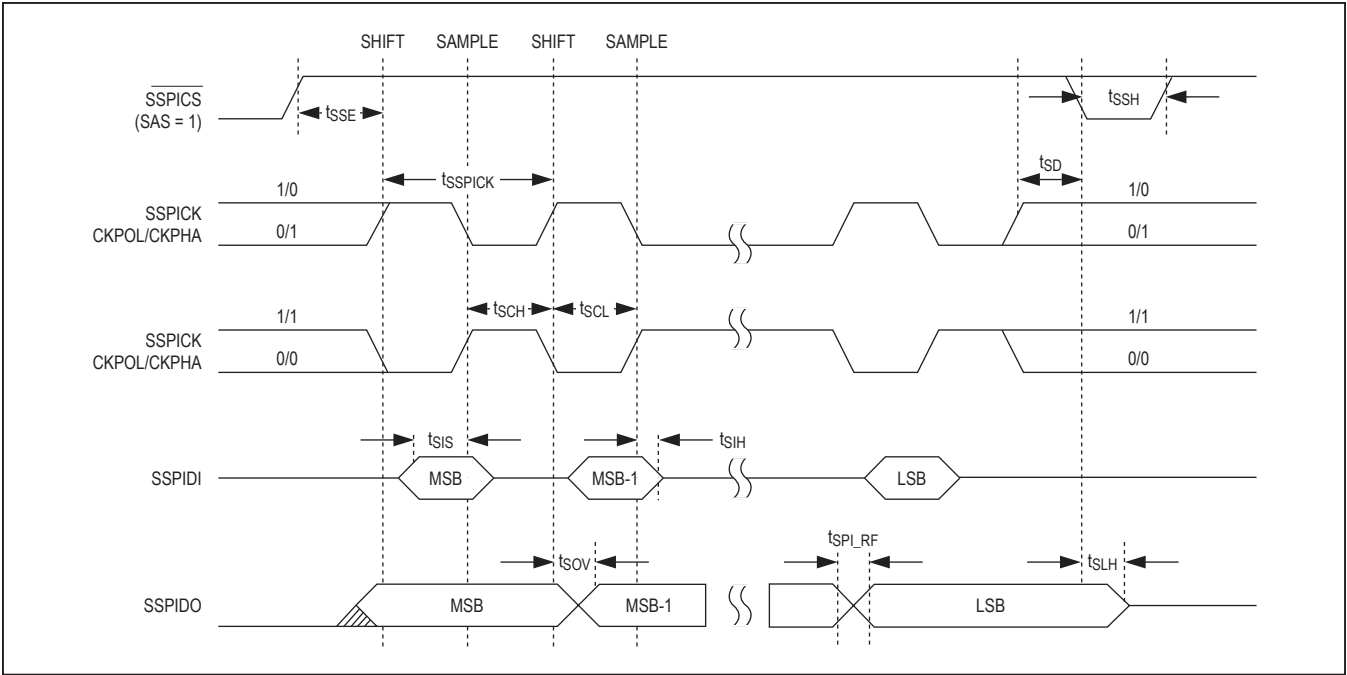 SHIFT SAMPLE SHIFT SAMPLE
SSPICS
(SAS = 1)
tSSE
tSSH
tSSPICK
tSD
SSPICK
CKPOL/CKPHA
1/0
0/1
1/0
0/1
tSCH
tSCL
SSPICK
CKPOL/CKPHA
1/1
0/0
1/1
0/0
tSIS
tSIH
SSPIDI
MSB
MSB-1
LSB
tSOV
tSPI_RF
tSLH
SSPIDO
MSB
MSB-1
LSB